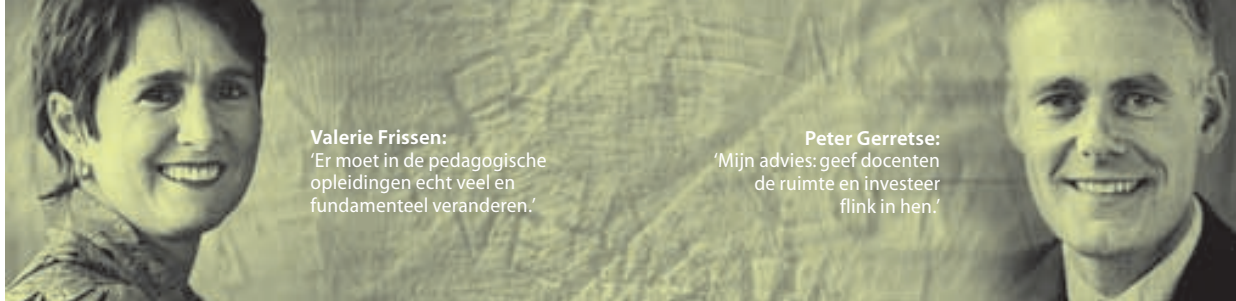 Valerie Frissen:
‘Er moet in de pedagogische
opleidingen echt veel en
fundamenteel veranderen.’
Peter Gerretse:
‘Mijn advies: geef docenten
de ruimte en investeer
flink in hen.’